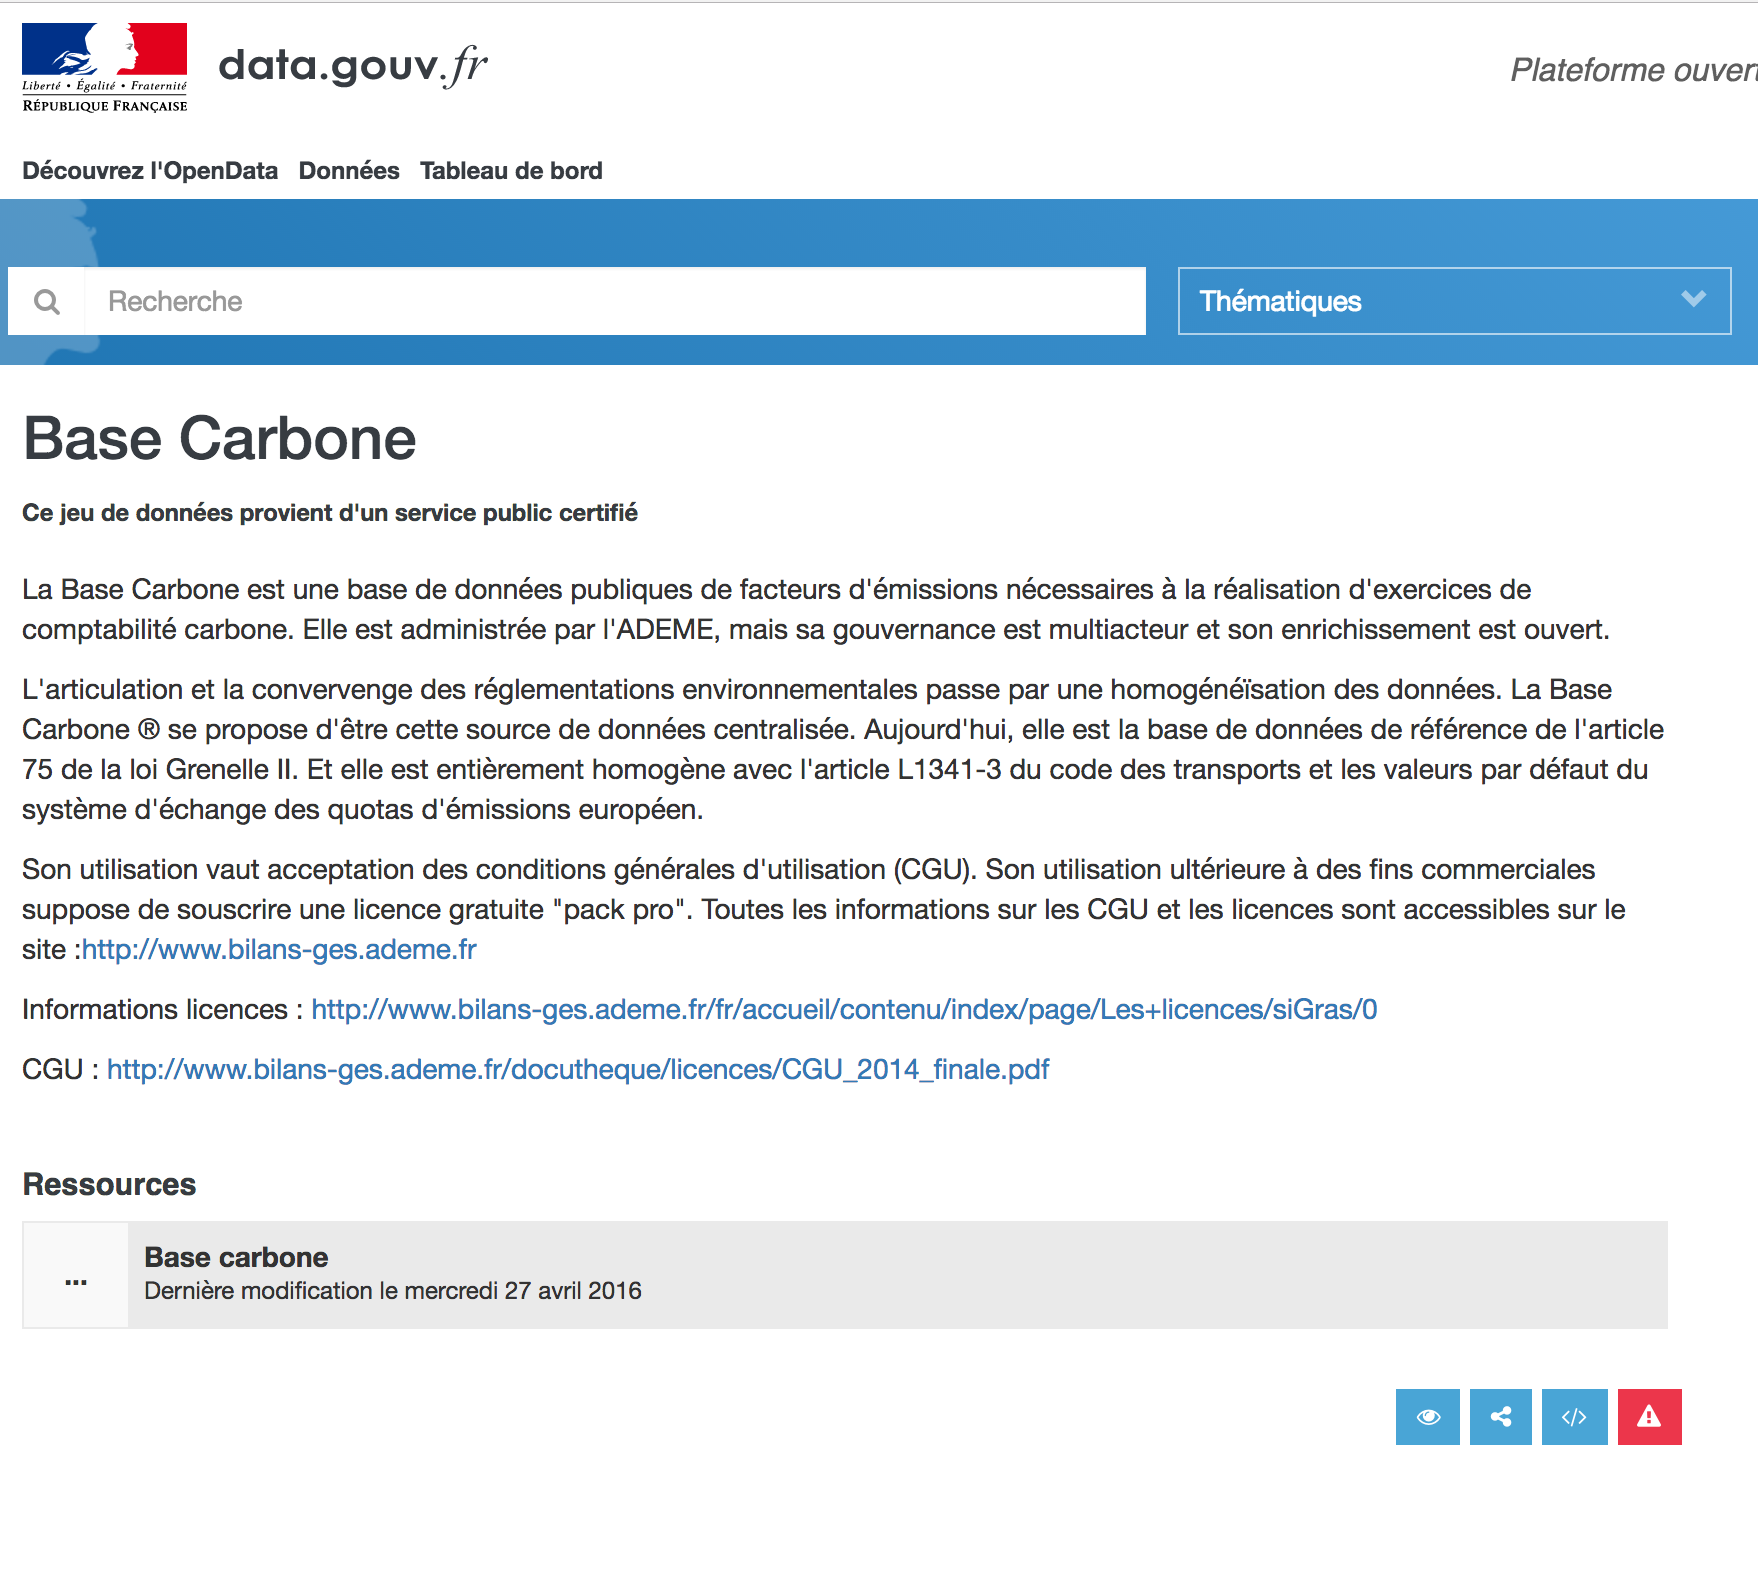 Liberté • Égalité • Fraternité
RÉPUBLIQUE FRANÇAISE
data.gouv.fr
Plateforme ouvert
Découvrez l'OpenData Données Tableau de bord
Recherche
Thématiques
Base Carbone
Ce jeu de données provient d'un service public certifié
La Base Carbone est une base de données publiques de facteurs d'émissions nécessaires à la réalisation d'exercices de
comptabilité carbone. Elle est administrée par l'ADEME, mais sa gouvernance est multiacteur et son enrichissement est ouvert.
L'articulation et la convervenge des réglementations environnementales passe par une homogénéïsation des données. La Base
Carbone ® se propose d'être cette source de données centralisée. Aujourd'hui, elle est la base de données de référence de l'article
75 de la loi Grenelle II. Et elle est entièrement homogène avec l'article L1341-3 du code des transports et les valeurs par défaut du
système d'échange des quotas d'émissions européen.
Son utilisation vaut acceptation des conditions générales d'utilisation (CGU). Son utilisation ultérieure à des fins commerciales
suppose de souscrire une licence gratuite "pack pro". Toutes les informations sur les CGU et les licences sont accessibles sur le
site :http://www.bilans-ges.ademe.fr
Informations licences : http://www.bilans-ges.ademe.fr/fr/accueil/contenu/index/page/Les+licences/siGras/0
CGU : http://www.bilans-ges.ademe.fr/docutheque/licences/CGU_2014_finale.pdf
Ressources
...
Base carbone
Dernière modification le mercredi 27 avril 2016